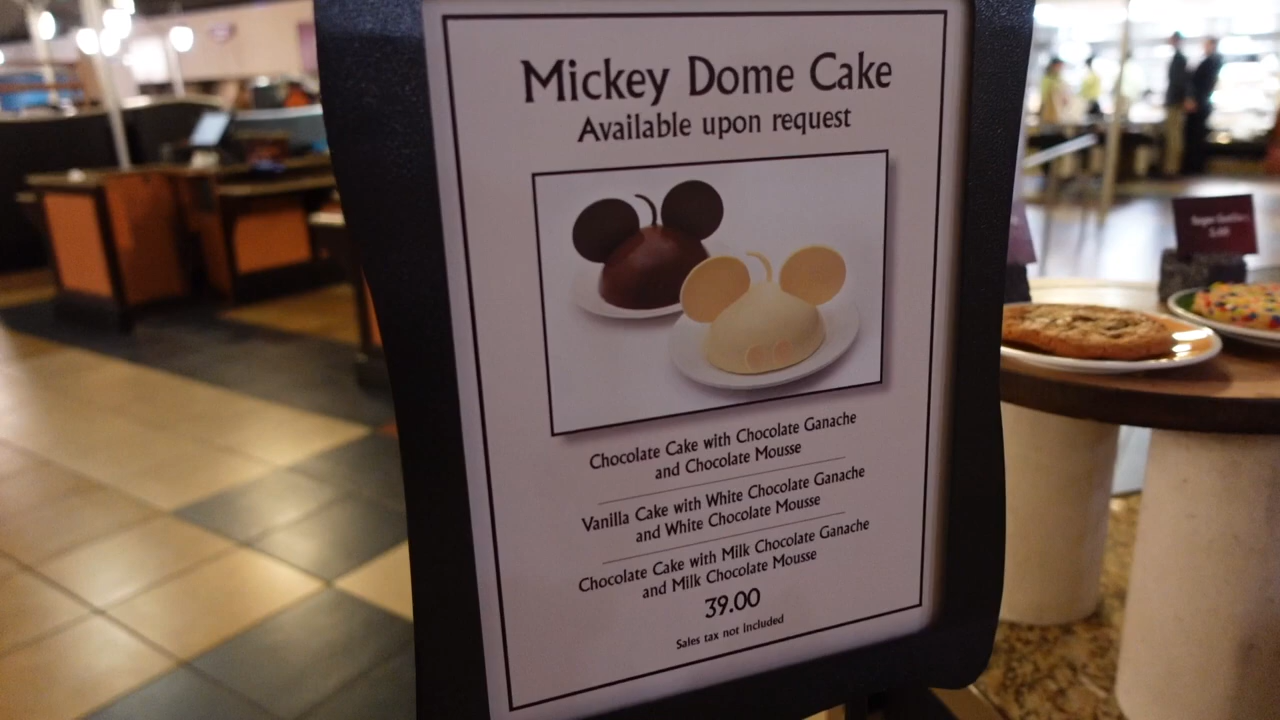 Mickey Dome Cake
Available upon request
Chocolate Cake with Chocolate Ganache
and Chocolate Mousse
Vanilla Cake with White Chocolate Ganache
and White Chocolate Mousse
Chocolate Cake with Milk Chocolate Ganache
and Milk Chocolate Mousse
39.00
Sales tax not included